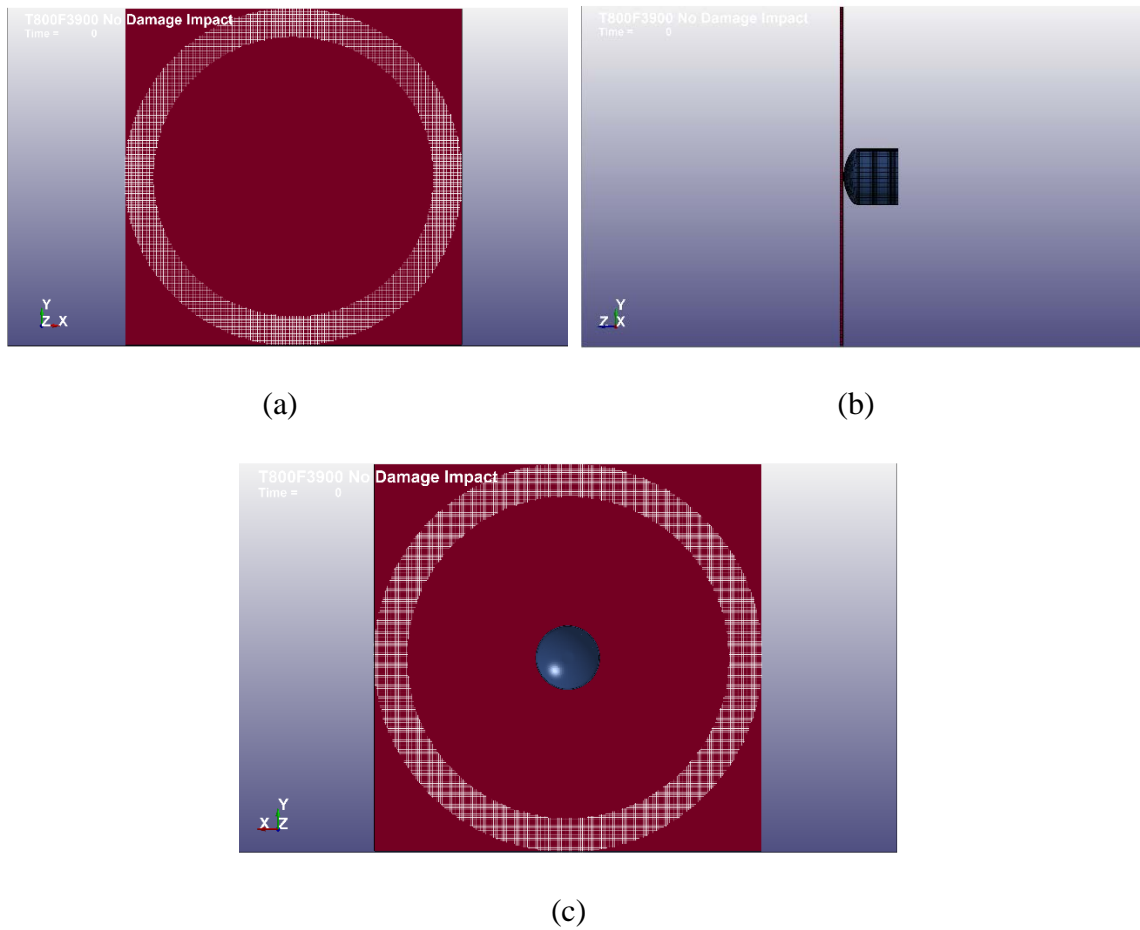 T800F3900 No Damage Impact
Time = 0
Y
Z X
(a)
T800F3900 No Damage Impact
Time = 0
Y
Z X
(b)
T800F3900 No Damage Impact
Time = 0
Y
X Z
(c)